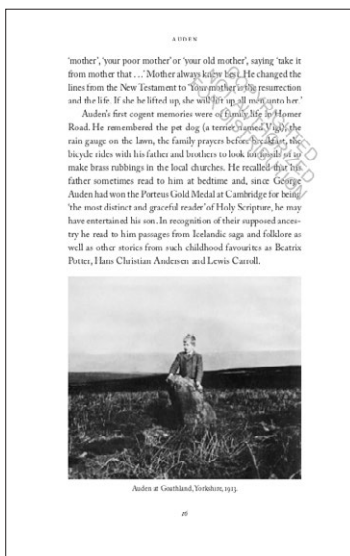 AUDEN
‘mother’, ‘your poor mother’ or ‘your old mother’, saying ‘take it
from mother that . . .’ Mother always knew best. He changed the
lines from the New Testament to ‘Your mother is the resurrection
and the life. If she be lifted up, she will lift up all men unto her.’
Auden’s first cogent memories were of family life in Homer
Road. He remembered the pet dog (a terrier named Vigi), the
rain gauge on the lawn, the family prayers before breakfast, the
bicycle rides with his father and brothers to look for fossils or to
make brass rubbings in the local churches. He recalled that his
father sometimes read to him at bedtime and, since George
Auden had won the Porteus Gold Medal at Cambridge for being
‘the most distinct and graceful reader’ of Holy Scripture, he may
have entertained his son. In recognition of their supposed ances-
try he read to him passages from Icelandic saga and folklore as
well as other stories from such childhood favourites as Beatrix
Potter, Hans Christian Andersen and Lewis Carroll.
Auden at Goathland, Yorkshire, 1913.
16